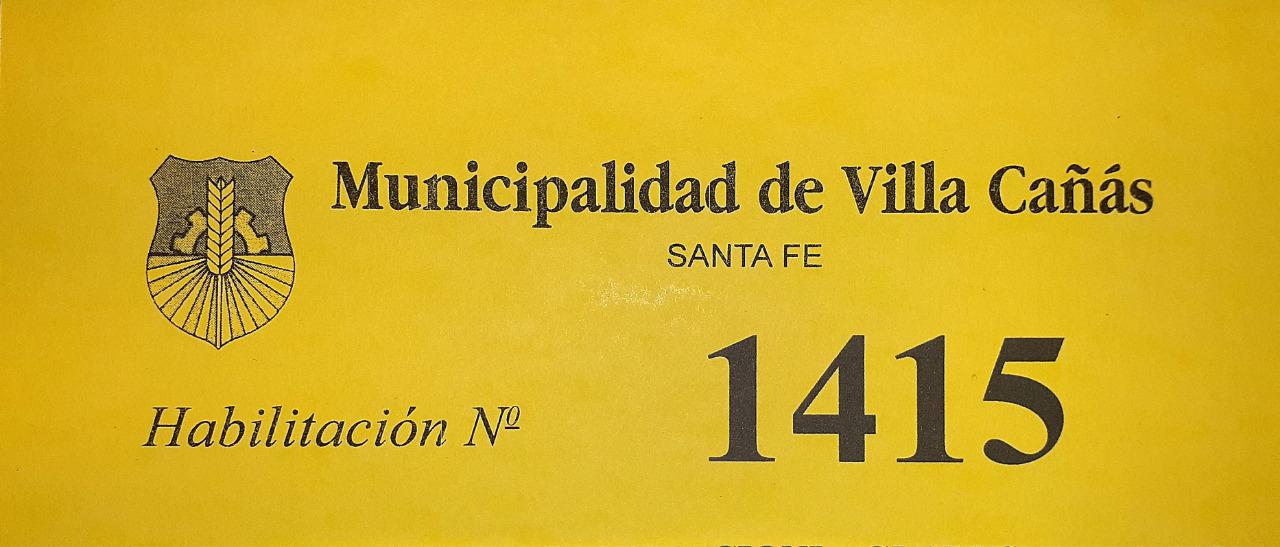 Municipalidad de Villa Cañás
SANTA FE
1415
Habilitación Nº